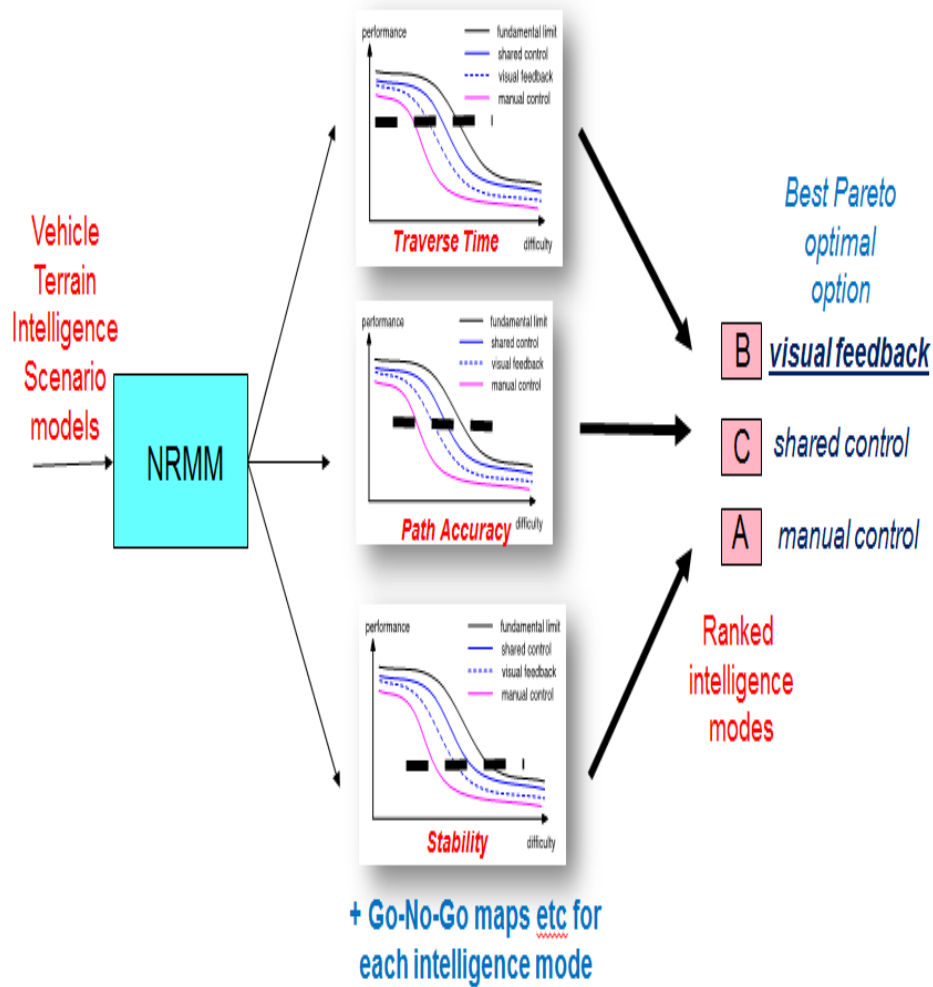 performance
fundamental limit
shared control
visual feedback
manual control
Traverse Time
difficulty
Vehicle
Terrain
Intelligence
Scenario
models
NRMM
performance
fundamental limit
shared control
visual feedback
manual control
Path Accuracy
difficulty
performance
fundamental limit
shared control
visual feedback
manual control
Stability
difficulty
+ Go-No-Go maps etc for
each intelligence mode
Best Pareto
optimal
option
B visual feedback
C shared control
A manual control
Ranked
intelligence
modes